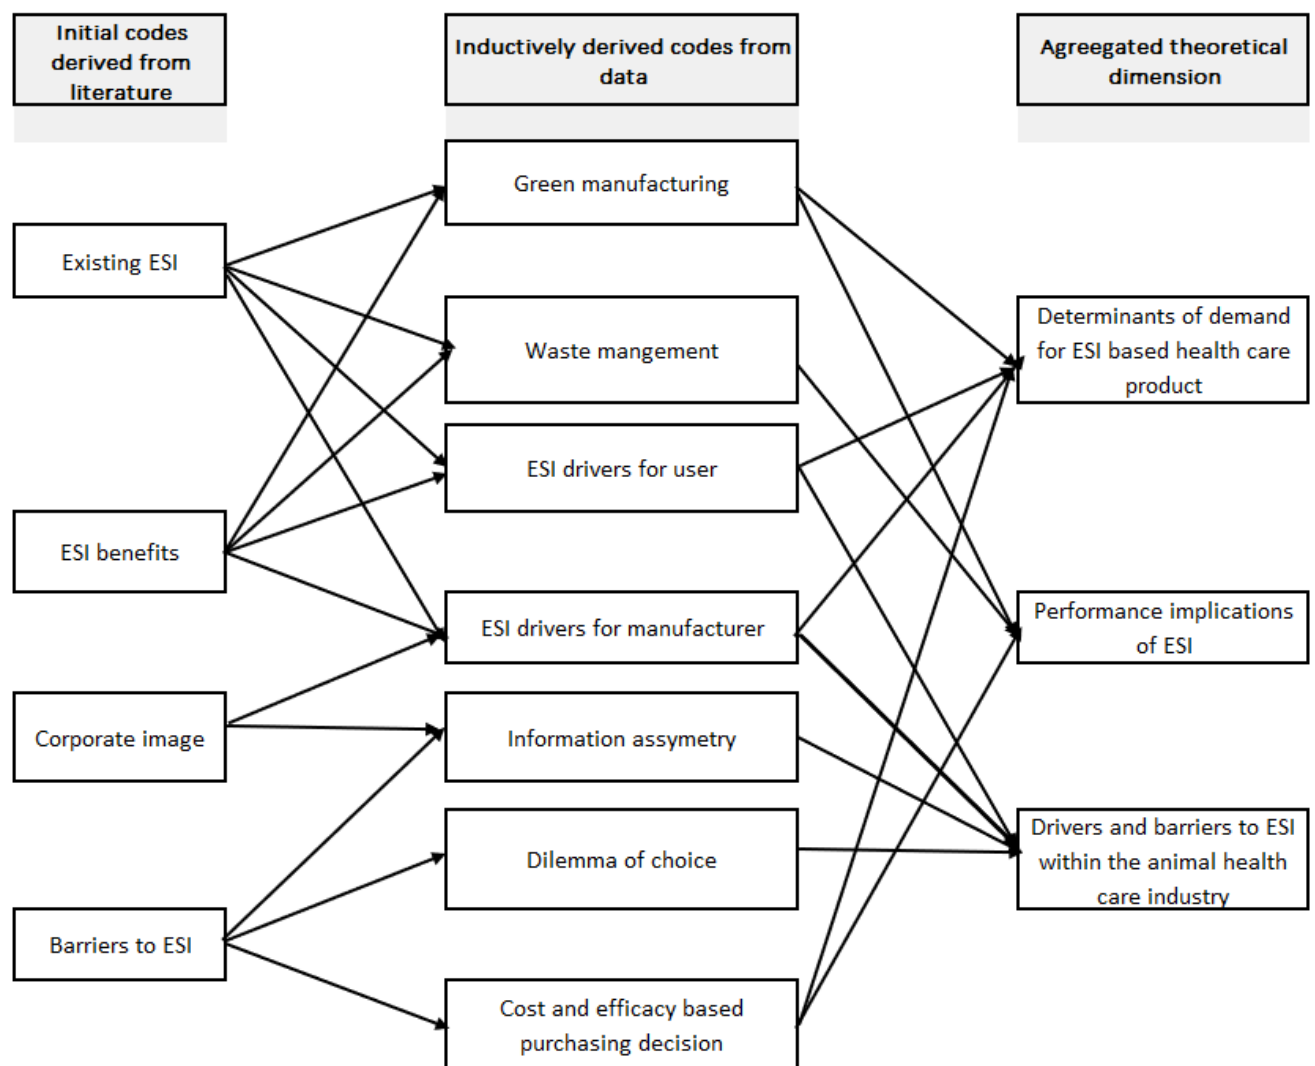 Initial codes
derived from
literature
Inductively derived codes from
data
Agreegated theoretical
dimension
Existing ESI
ESI benefits
Corporate image
Barriers to ESI
Green manufacturing
Waste mangement
ESI drivers for user
ESI drivers for manufacturer
Information assymetry
Dilemma of choice
Cost and efficacy based
purchasing decision
Determinants of demand
for ESI based health care
product
Performance implications
of ESI
Drivers and barriers to ESI
within the animal health
care industry